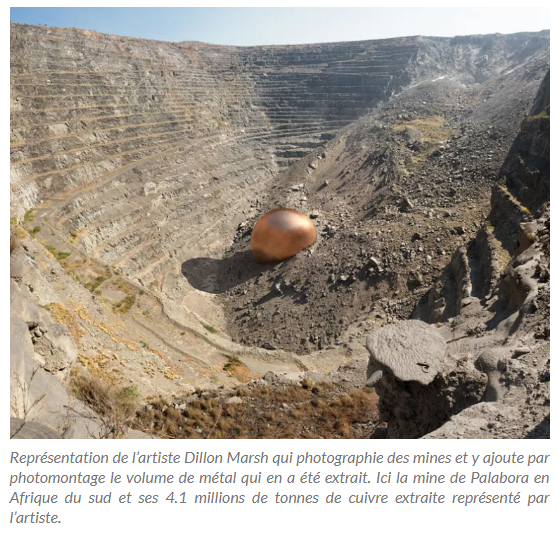 Représentation de l’artiste Dillon Marsh qui photographie des mines et y ajoute par
photomontage le volume de métal qui en a été extrait. Ici la mine de Palabora en
Afrique du sud et ses 4.1 millions de tonnes de cuivre extraite représenté par
l’artiste.